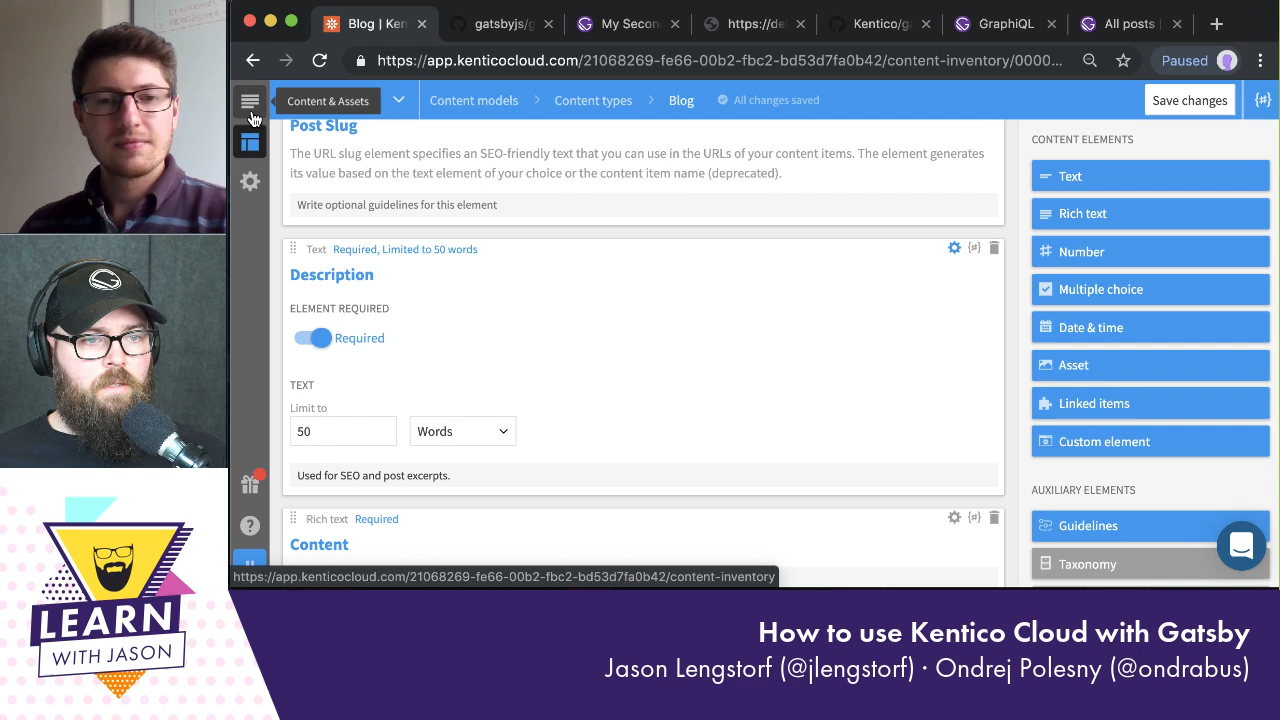 Blog | Ken
gatsbyjs/g
My Secon
https://de
Kentico/g
GraphiQL
All posts
https://app.kenticocloud.com/21068269-fe66-00b2-fbc2-bd53d7fa0b42/content-inventory/0000...
Paused
Content & Assets
Content models
Content types
Blog
All changes saved
Save changes
{#}
Post Slug
The URL slug element specifies an SEO-friendly text that you can use in the URLs of your content items. The element generates
its value based on the text element of your choice or the content item name (deprecated).
Write optional guidelines for this element
Text Required, Limited to 50 words
{#}
Description
ELEMENT REQUIRED
Required
TEXT
Limit to
50
Words
Used for SEO and post excerpts.
Rich text Required
{#}
Content
CONTENT ELEMENTS
Text
Rich text
Number
Multiple choice
Date & time
Asset
Linked items
Custom element
AUXILIARY ELEMENTS
Guidelines
Taxonomy
https://app.kenticocloud.com/21068269-fe66-00b2-fbc2-bd53d7fa0b42/content-inventory
LEARN
WITH JASON
How to use Kentico Cloud with Gatsby
Jason Lengstorf (@jlengstorf) · Ondrej Polesny (@ondrabus)